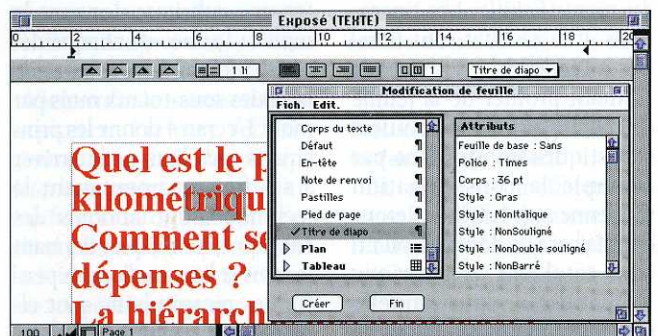 Exposé (TEXTE)
0 2 4 6 8 10 12 14 16 18 20
1 li 1 Titre de diapo
Modification de feuille
Fich. Edit.
Corps du texte
Défaut
En-tête
Note de renvoi
Pastilles
Pied de page
Titre de diapo
Plan
Tableau
Attributs
Feuille de base : Sans
Police : Times
Corps : 36 pt
Style : Gras
Style : NonItalique
Style : NonSouligné
Style : NonDouble souligné
Style : NonBarré
Créer Fin
Quel est le p
kilométriqu
Comment se
dépenses ?
La hiérarch
100 Page 1